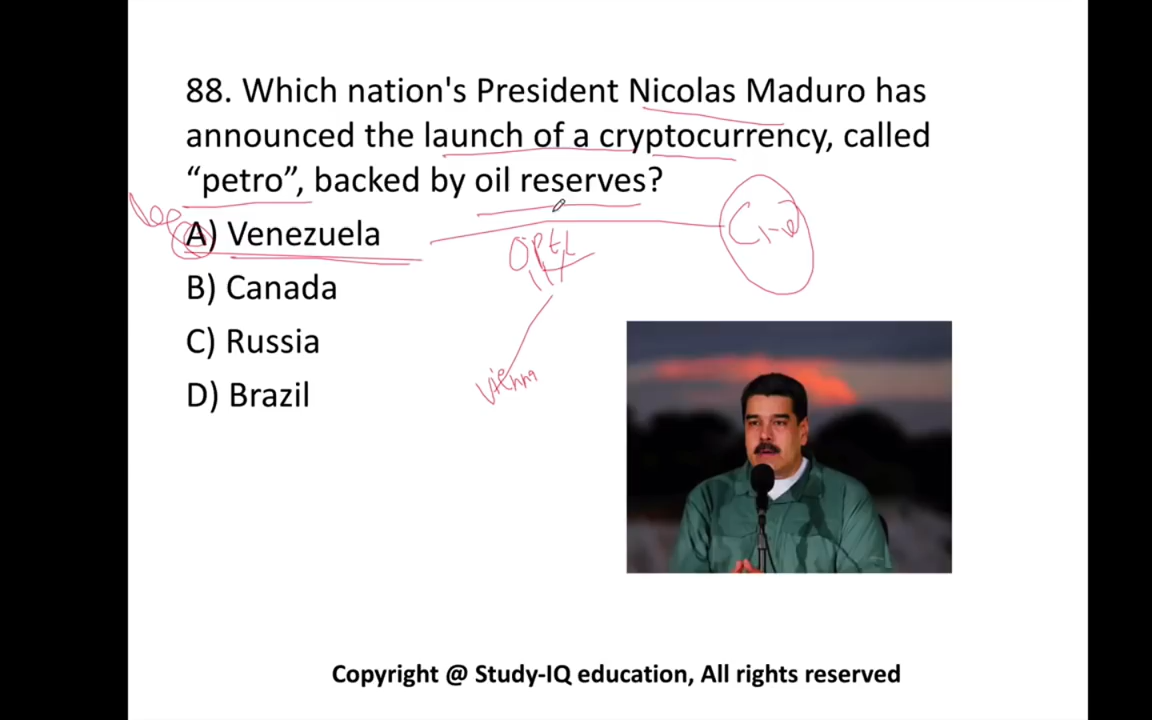 88. Which nation's President Nicolas Maduro has
announced the launch of a cryptocurrency, called
“petro”, backed by oil reserves?
A) Venezuela
B) Canada
C) Russia
D) Brazil
Vienna
Copyright @ Study-IQ education, All rights reserved